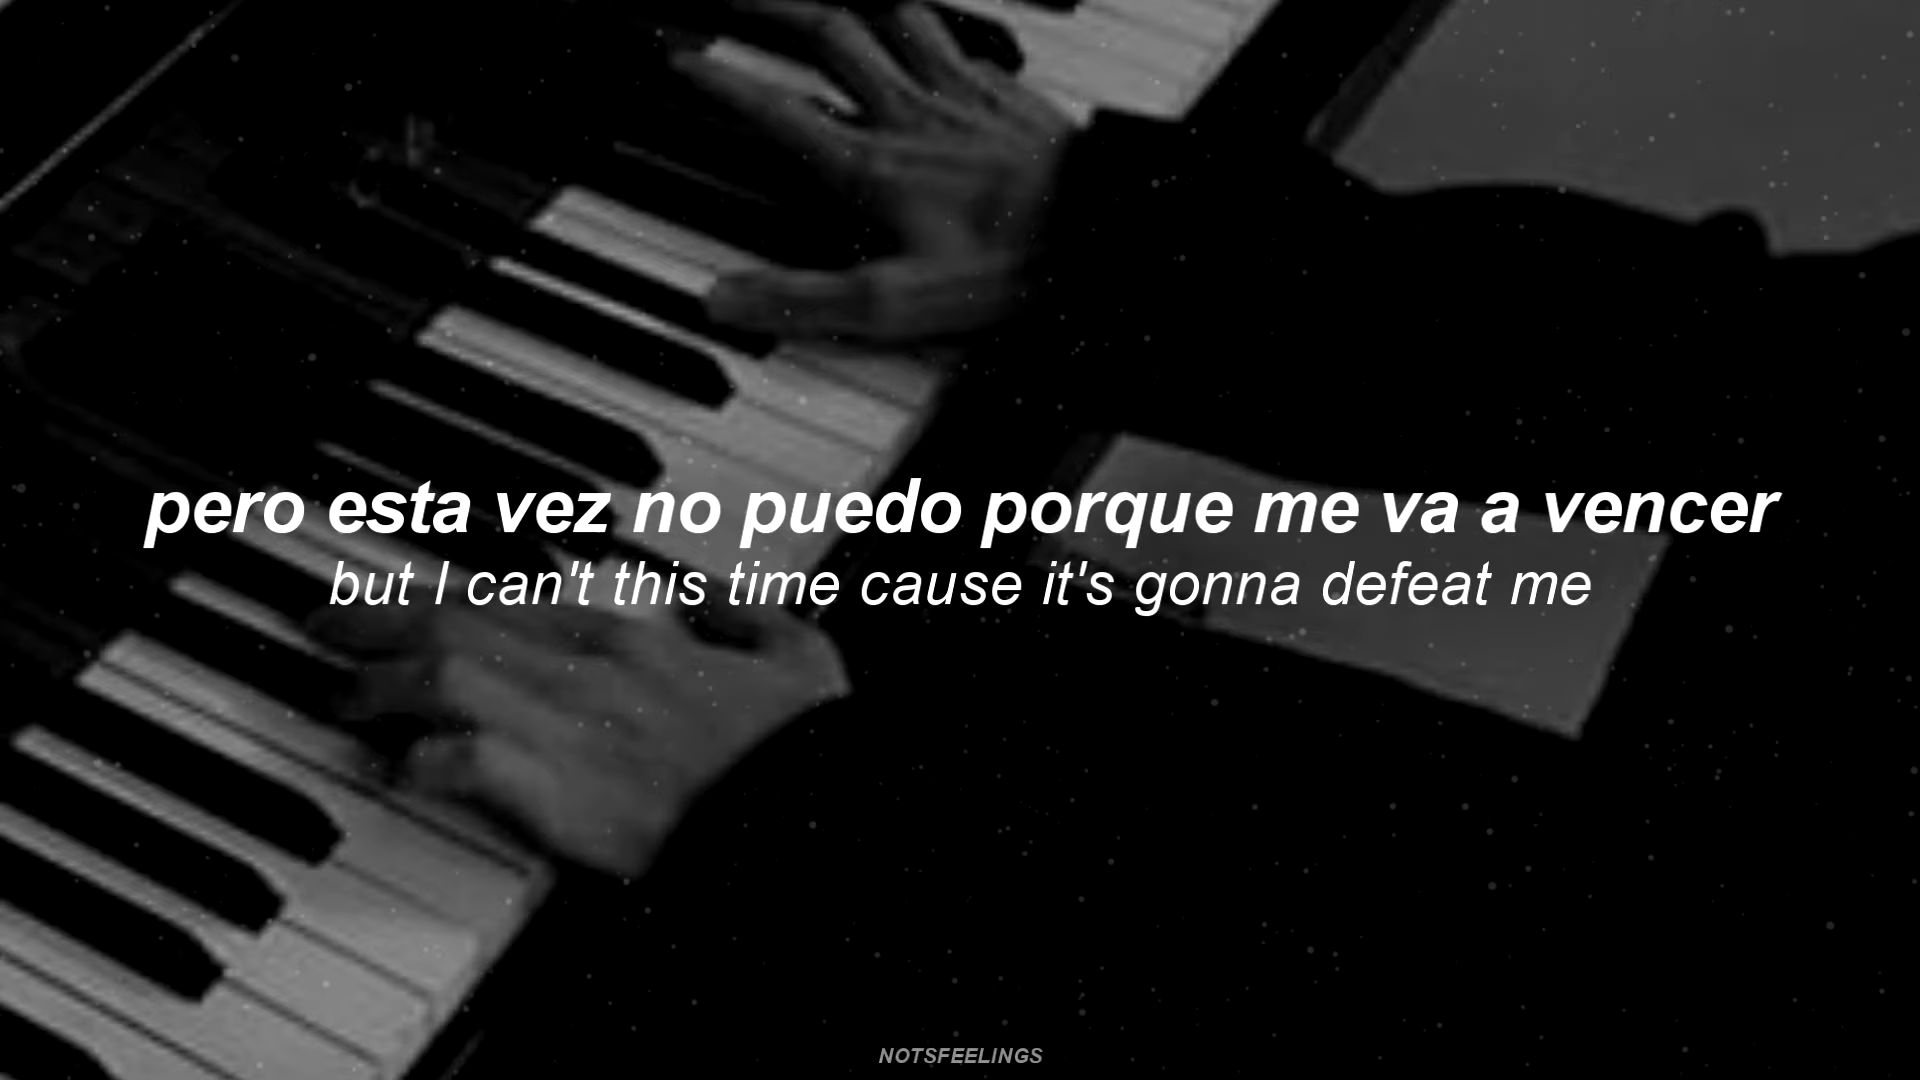 pero esta vez no puedo porque me va a vencer
but I can't this time cause it's gonna defeat me
NOTSFEELINGS